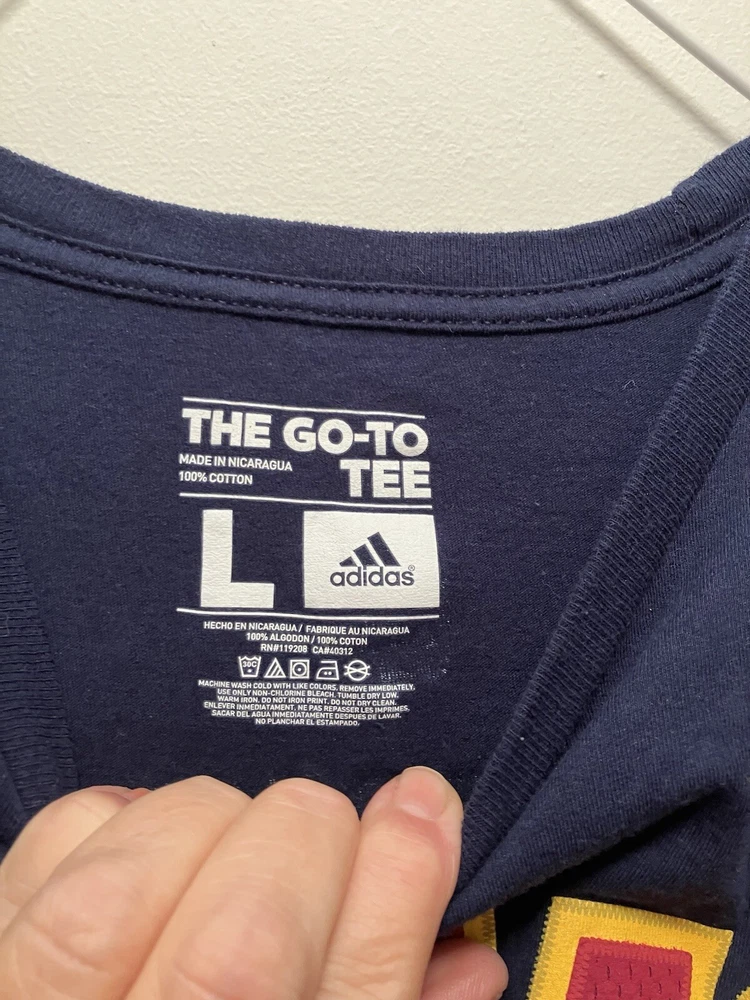 THE GO-TO
MADE IN NICARAGUA
TEE
100% COTTON
L
adidas®
HECHO EN NICARAGUA / FABRIQUE AU NICARAGUA
100% ALGODON / 100% COTON
RN#119208 CA#40312
30C
MACHINE WASH COLD WITH LIKE COLORS. REMOVE IMMEDIATELY.
USE ONLY NON-CHLORINE BLEACH. TUMBLE DRY LOW.
WARM IRON. DO NOT IRON PRINT. DO NOT DRY CLEAN.
ENLEVER INMEDIATAMENT. NE PAS REPASSER LES IMPRIMES.
SACAR DEL AGUA INMEDIATAMENTE DESPUES DE LAVAR.
NO PLANCHAR EL ESTAMPADO.